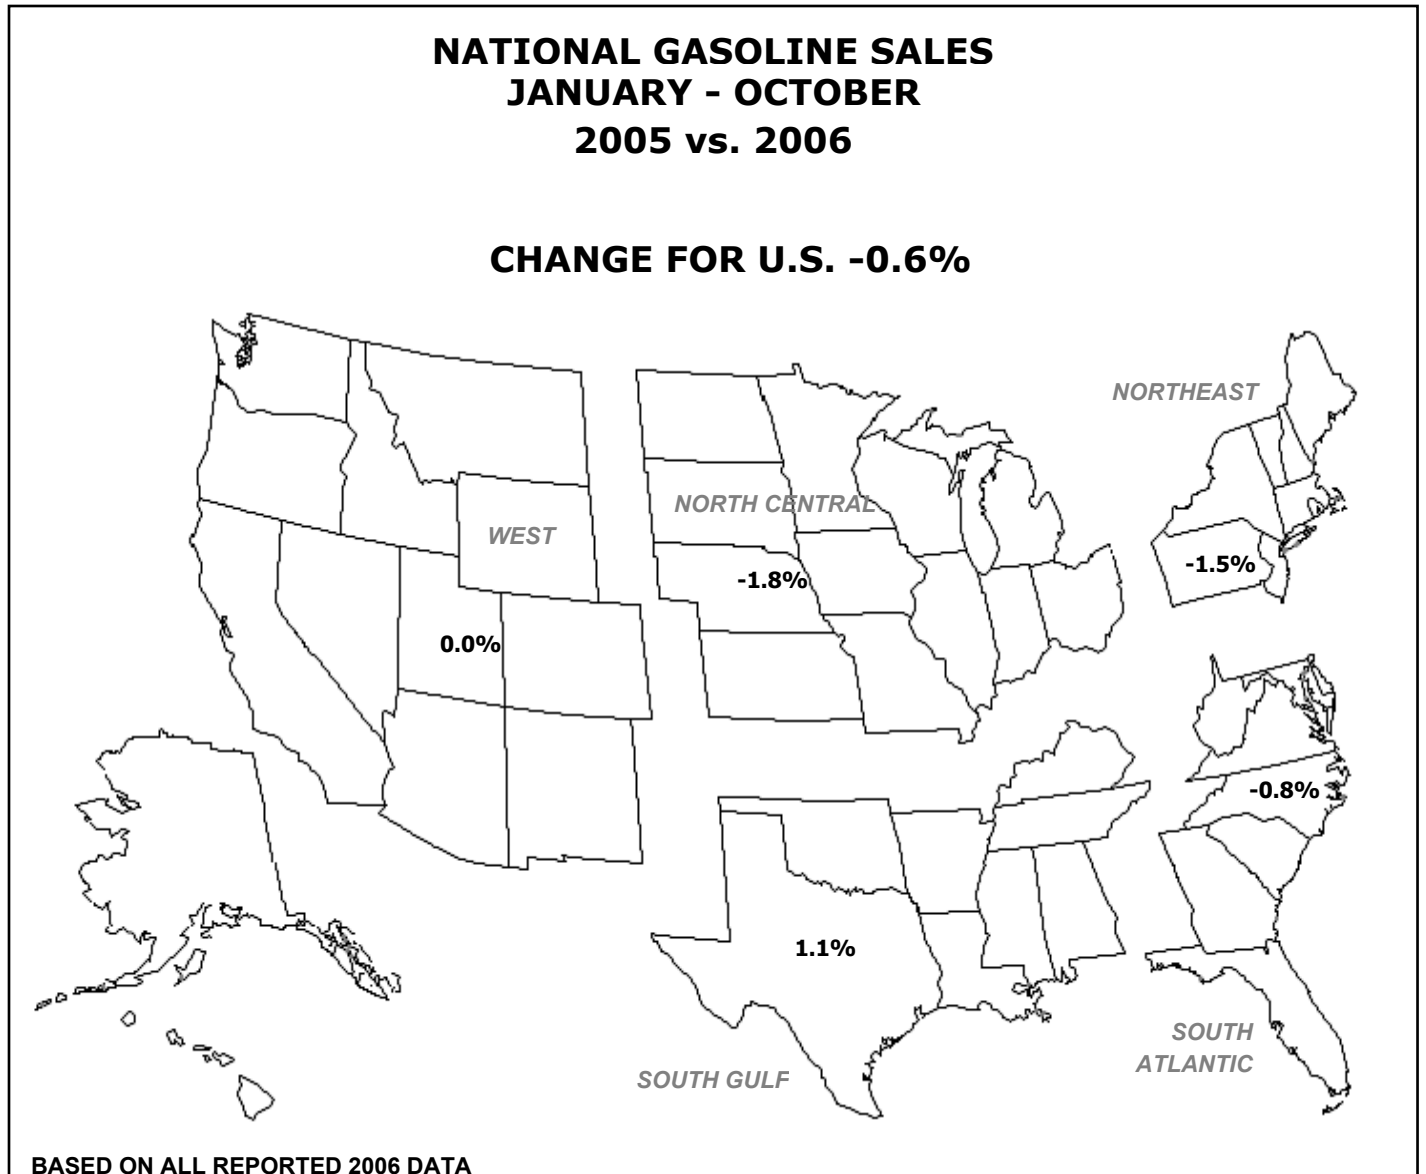 NATIONAL GASOLINE SALES
JANUARY - OCTOBER
2005 vs. 2006
CHANGE FOR U.S. -0.6%
NORTHEAST
NORTH CENTRAL
WEST
-1.5%
-1.8%
0.0%
-0.8%
1.1%
SOUTH
ATLANTIC
SOUTH GULF
BASED ON ALL REPORTED 2006 DATA